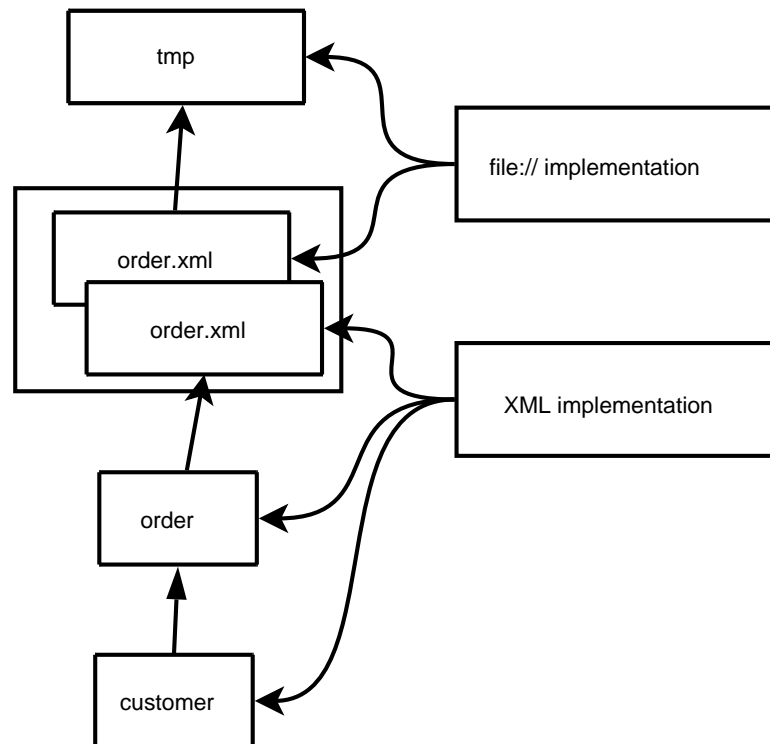 tmp
file:// implementation
order.xml
order.xml
XML implementation
order
customer